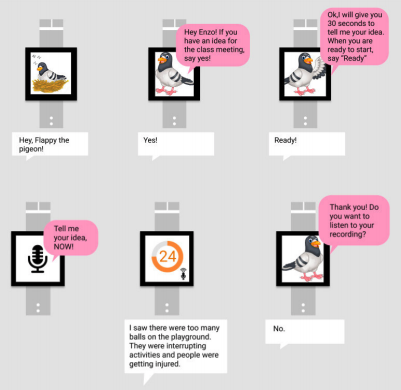 Hey Enzo! If you
have an idea for
the class meeting,
say yes!
Ok,I will give you
30 seconds to
tell me your idea.
When you are
ready to start,
say "Ready"
Hey, Flappy the
pigeon!
Yes!
Ready!
Tell me
your idea,
NOW!
24
Thank you! Do
you want to
listen to your
recording?
I saw there were too many
balls on the playground.
They were interrupting
activities and people were
getting injured.
No.